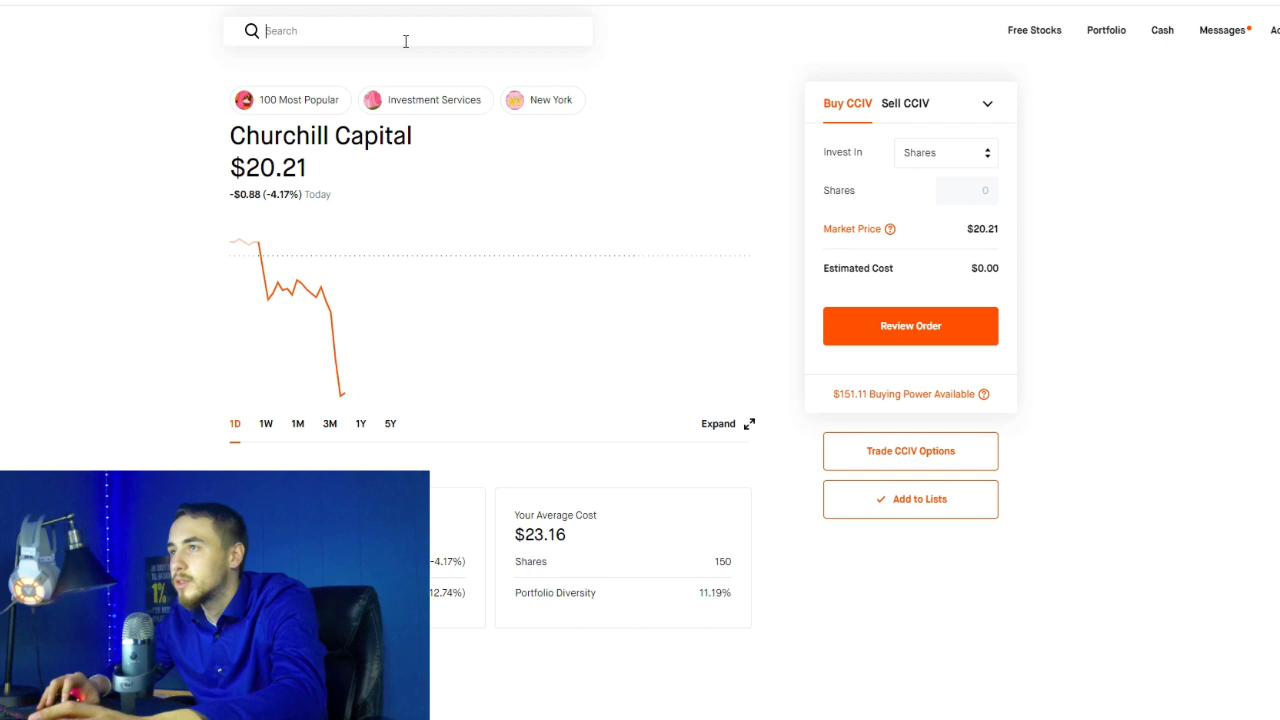 Search
Free Stocks
Portfolio
Cash
Messages
100 Most Popular
Investment Services
New York
Churchill Capital
$20.21
-$0.88 (-4.17%) Today
1D
1W
1M
3M
1Y
5Y
Expand
-4.17%)
12.74%)
Your Average Cost
$23.16
Shares 150
Portfolio Diversity 11.19%
Buy CCIV
Sell CCIV
Invest In Shares
Shares 0
Market Price $20.21
Estimated Cost $0.00
Review Order
$151.11 Buying Power Available
Trade CCIV Options
Add to Lists
1%